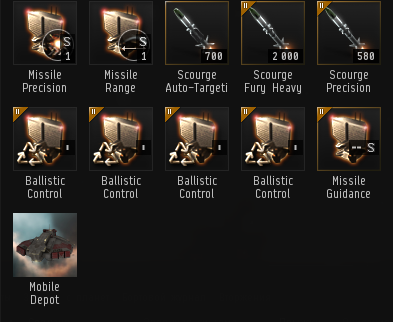 S
1
S
1
700
2 000
580
Missile
Precision
Missile
Range
Scourge
Auto-Targeti
Scourge
Fury Heavy
Scourge
Precision
II
II
II
II
II
II
II
-- S
Ballistic
Control
Ballistic
Control
Ballistic
Control
Ballistic
Control
Missile
Guidance
Mobile
Depot